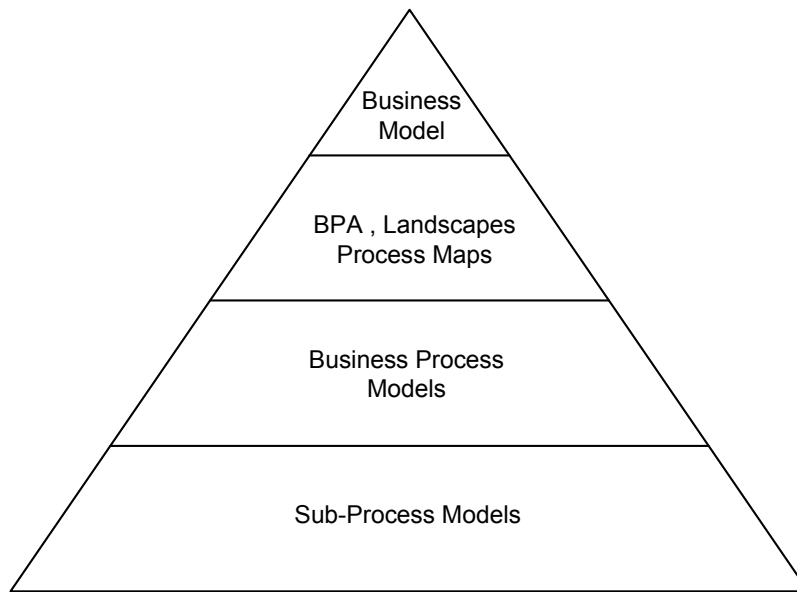 Business
Model
BPA , Landscapes
Process Maps
Business Process
Models
Sub-Process Models